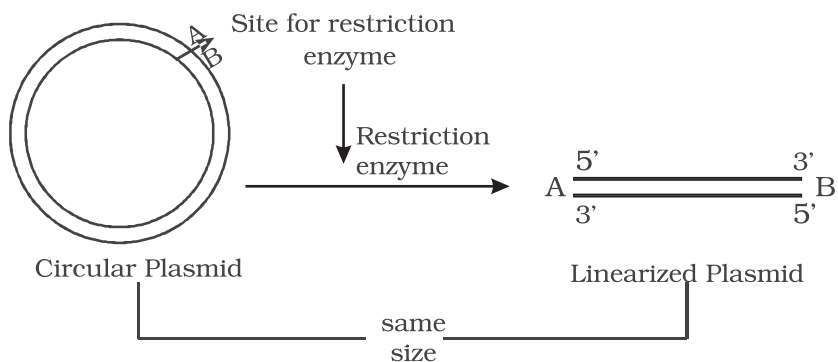 A
B
Site for restriction
enzyme
Restriction
enzyme
5’
3’
A
B
3’
5’
Circular Plasmid
Linearized Plasmid
same
size